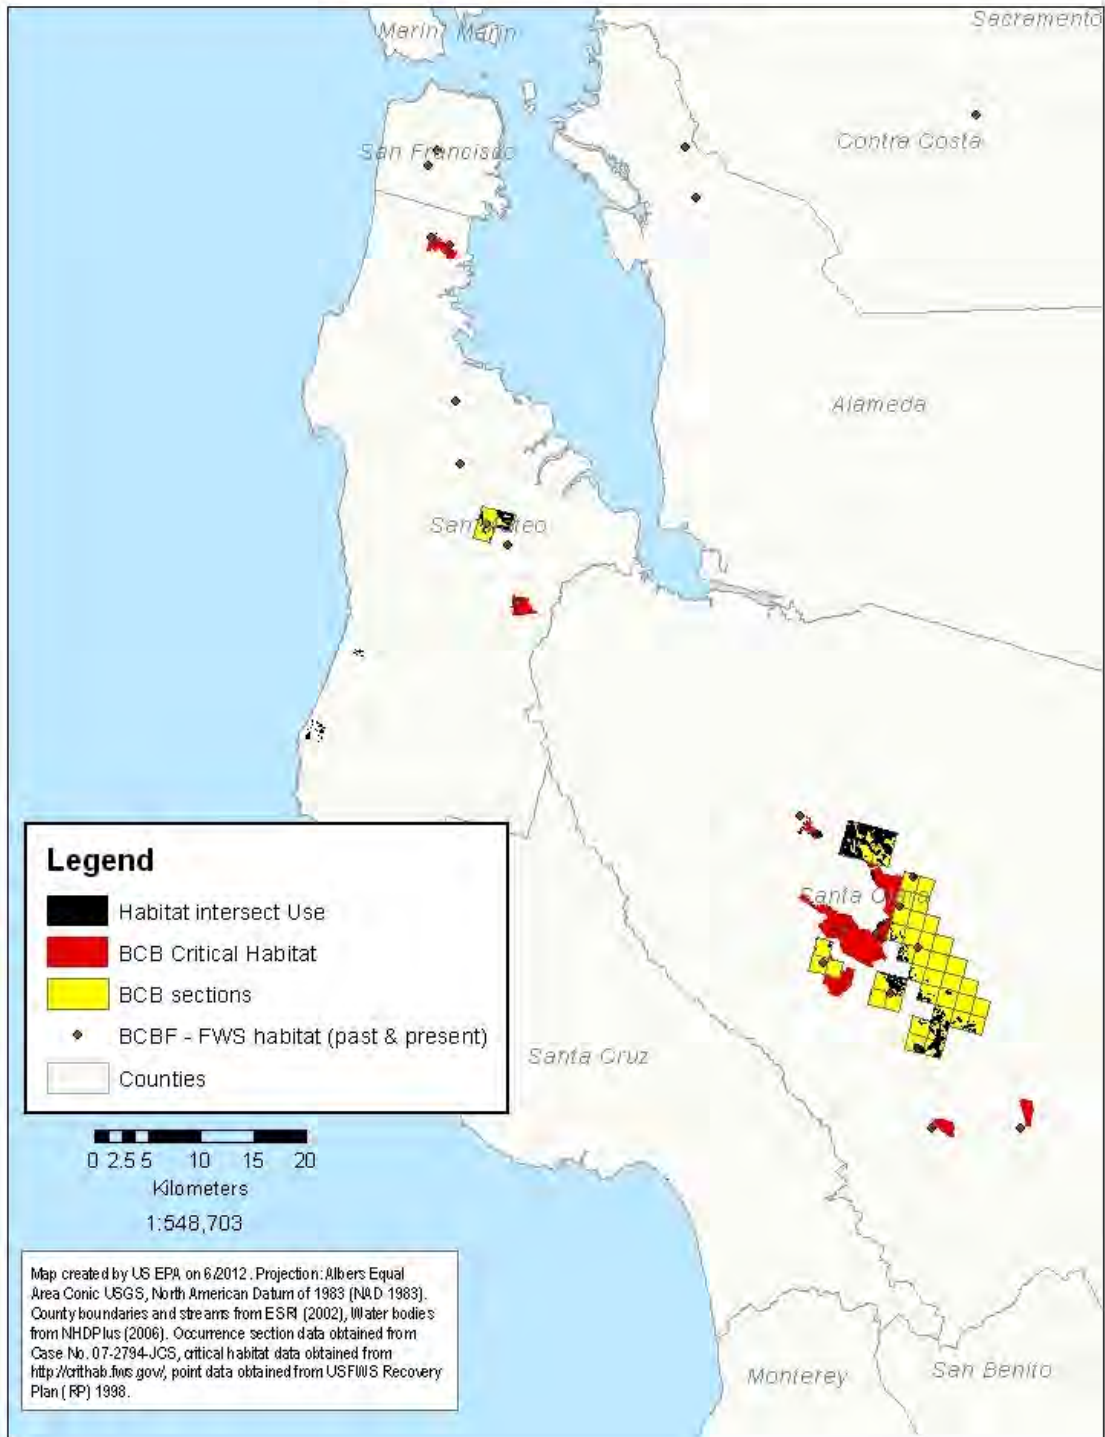 Sacramento
Marin Marin
Contra Costa
San Francisco
Alameda
Santa Clara
Legend
Habitat intersect Use
BCB Critical Habitat
BCB sections
BCBF - FWS habitat (past & present)
Counties
Santa Cruz
0 2.5 5 10 15 20
Kilometers
1:548,703
Map created by US EPA on 6/2012. Projection: Albers Equal
Area Conic USGS, North American Datum of 1983 (NAD 1983).
County boundaries and streams from ESRI (2002), Water bodies
from NHDPlus (2006). Occurrence section data obtained from
Case No. 07-2794-JCS, critical habitat data obtained from
http://crithab.fws.gov/, point data obtained from USFWS Recovery
Plan (RP) 1998.
Monterey
San Benito